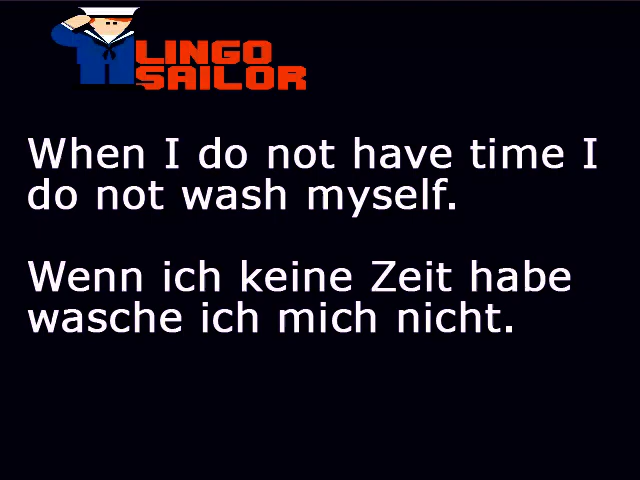 LINGO
SAILOR
When I do not have time I
do not wash myself.
Wenn ich keine Zeit habe
wasche ich mich nicht.